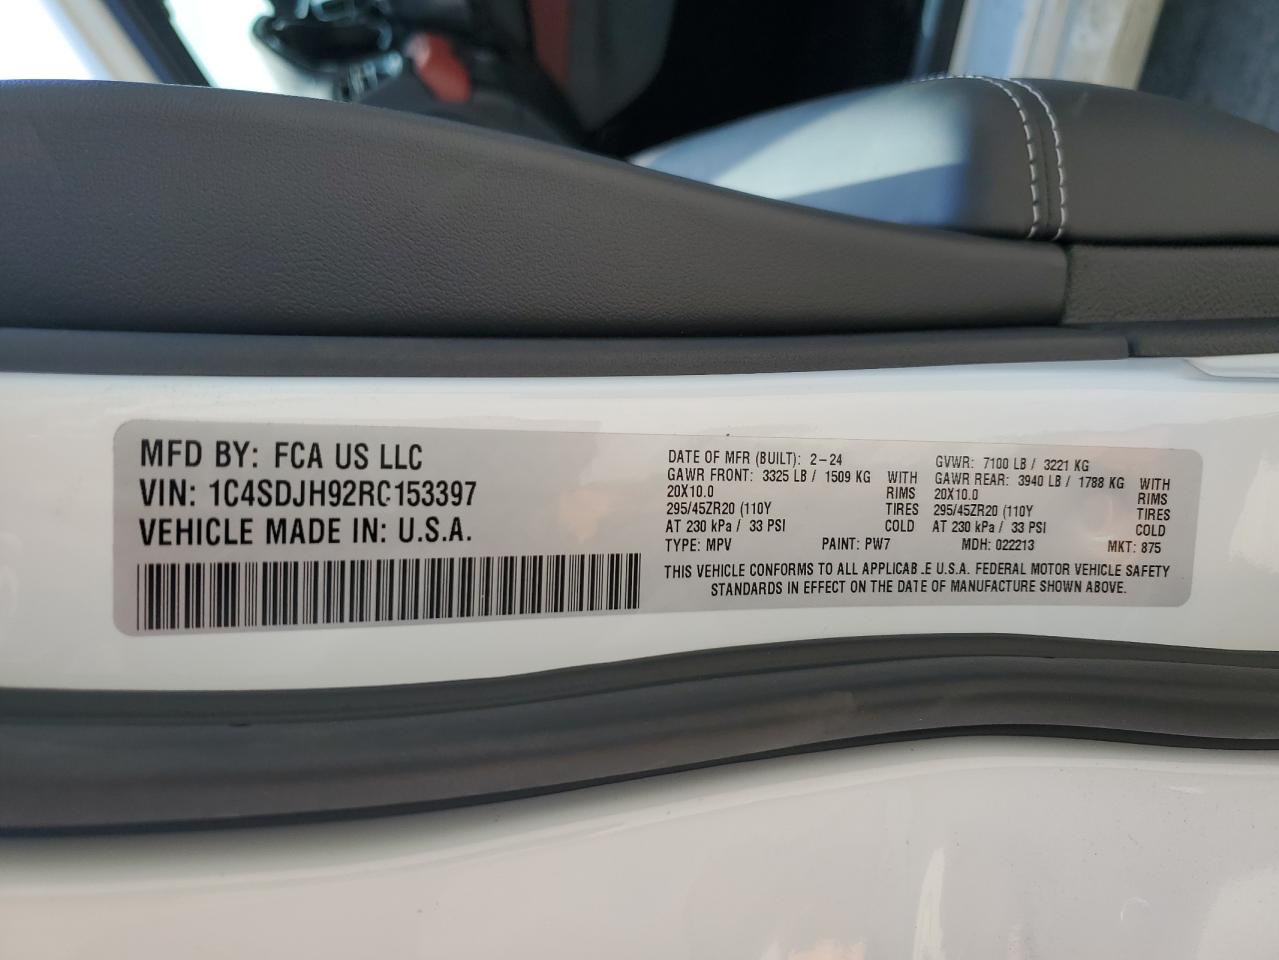 MFD BY: FCA US LLC
VIN: 1C4SDJH92RC153397
VEHICLE MADE IN: U.S.A.
DATE OF MFR (BUILT): 2-24
GAWR FRONT: 3325 LB / 1509 KG WITH
20X10.0 RIMS
295/45ZR20 (110Y TIRES
AT 230 kPa / 33 PSI COLD
GVWR: 7100 LB / 3221 KG
GAWR REAR: 3940 LB / 1788 KG WITH
20X10.0 RIMS
295/45ZR20 (110Y TIRES
AT 230 kPa / 33 PSI COLD
TYPE: MPV PAINT: PW7 MDH: 022213 MKT: 875
THIS VEHICLE CONFORMS TO ALL APPLICAB.E U.S.A. FEDERAL MOTOR VEHICLE SAFETY
STANDARDS IN EFFECT ON THE DATE OF MANUFACTURE SHOWN ABOVE.